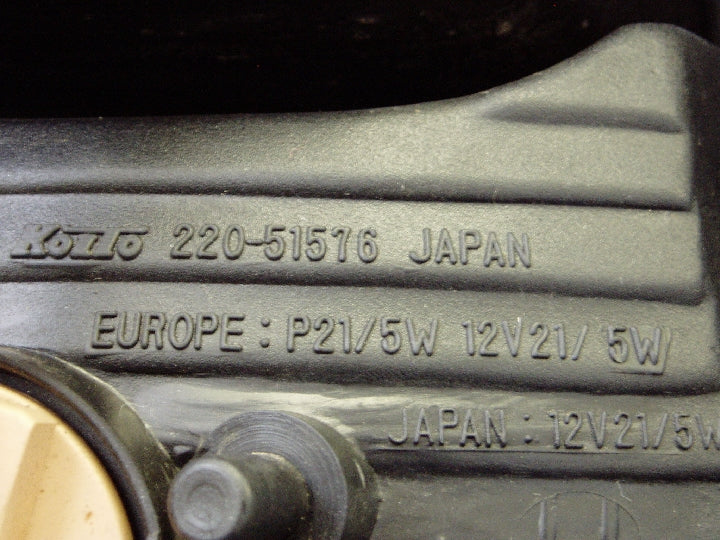 KOITO 220-51576 JAPAN
EUROPE : P21/5W 12V21/5W
JAPAN : 12V21/5W